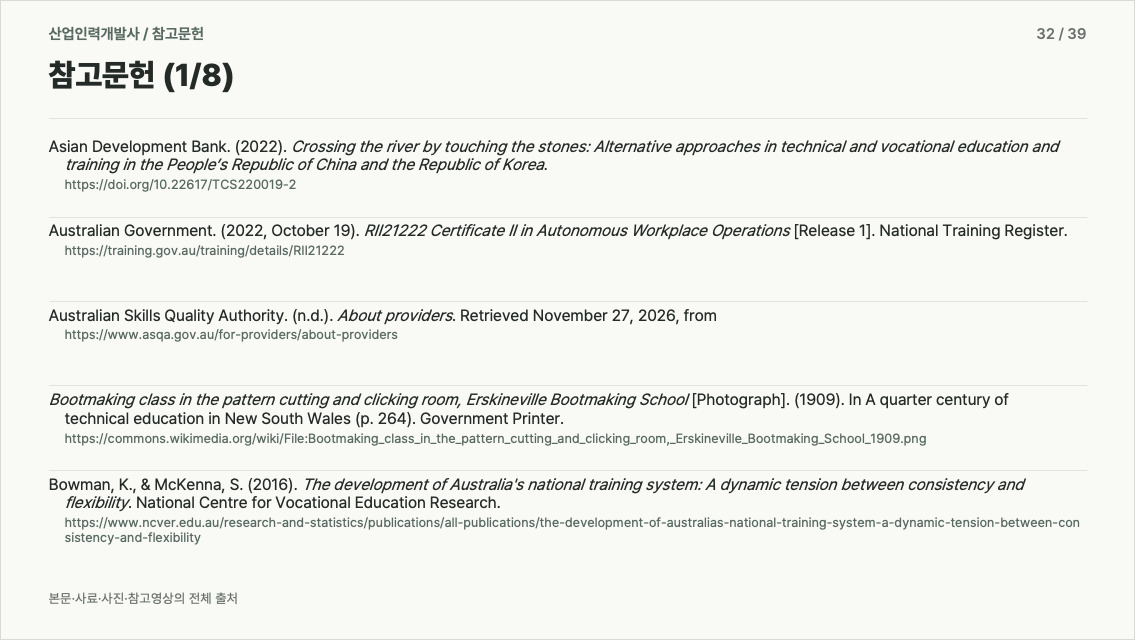 산업인력개발사 / 참고문헌
32 / 39
참고문헌 (1/8)
Asian Development Bank. (2022). Crossing the river by touching the stones: Alternative approaches in technical and vocational education and
training in the People's Republic of China and the Republic of Korea.
https://doi.org/10.22617/TCS220019-2
Australian Government. (2022, October 19). RII21222 Certificate II in Autonomous Workplace Operations [Release 1]. National Training Register.
https://training.gov.au/training/details/RII21222
Australian Skills Quality Authority. (n.d.). About providers. Retrieved November 27, 2026, from
https://www.asqa.gov.au/for-providers/about-providers
Bootmaking class in the pattern cutting and clicking room, Erskineville Bootmaking School [Photograph]. (1909). In A quarter century of
technical education in New South Wales (p. 264). Government Printer.
https://commons.wikimedia.org/wiki/File:Bootmaking_class_in_the_pattern_cutting_and_clicking_room,_Erskineville_Bootmaking_School_1909.png
Bowman, K., & McKenna, S. (2016). The development of Australia's national training system: A dynamic tension between consistency and
flexibility. National Centre for Vocational Education Research.
https://www.ncver.edu.au/research-and-statistics/publications/all-publications/the-development-of-australias-national-training-system-a-dynamic-tension-between-con
sistency-and-flexibility
본문·사료·사진·참고영상의 전체 출처